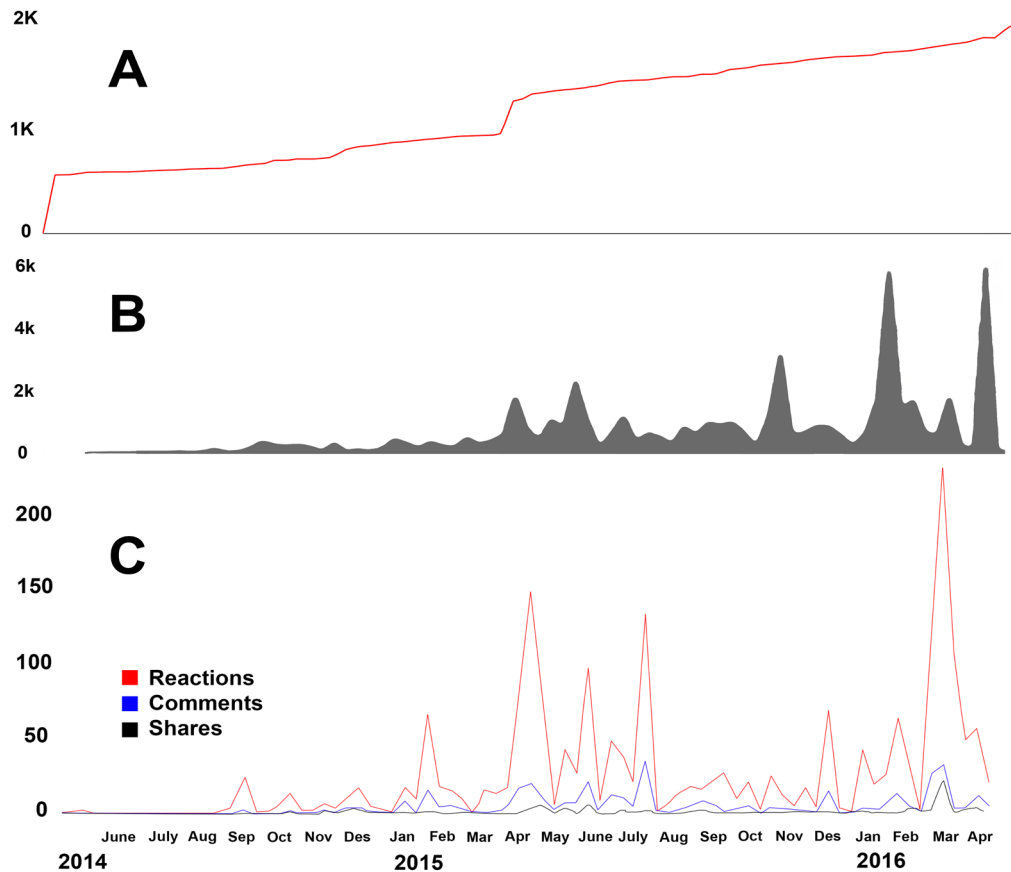 2K
A
1K
0
6k
B
4k
2k
0
200
C
150
100
Reactions
Comments
50
Shares
0
June July Aug Sep Oct Nov Des Jan Feb Mar Apr May June July Aug Sep Oct Nov Des Jan Feb Mar Apr
2014 2015 2016